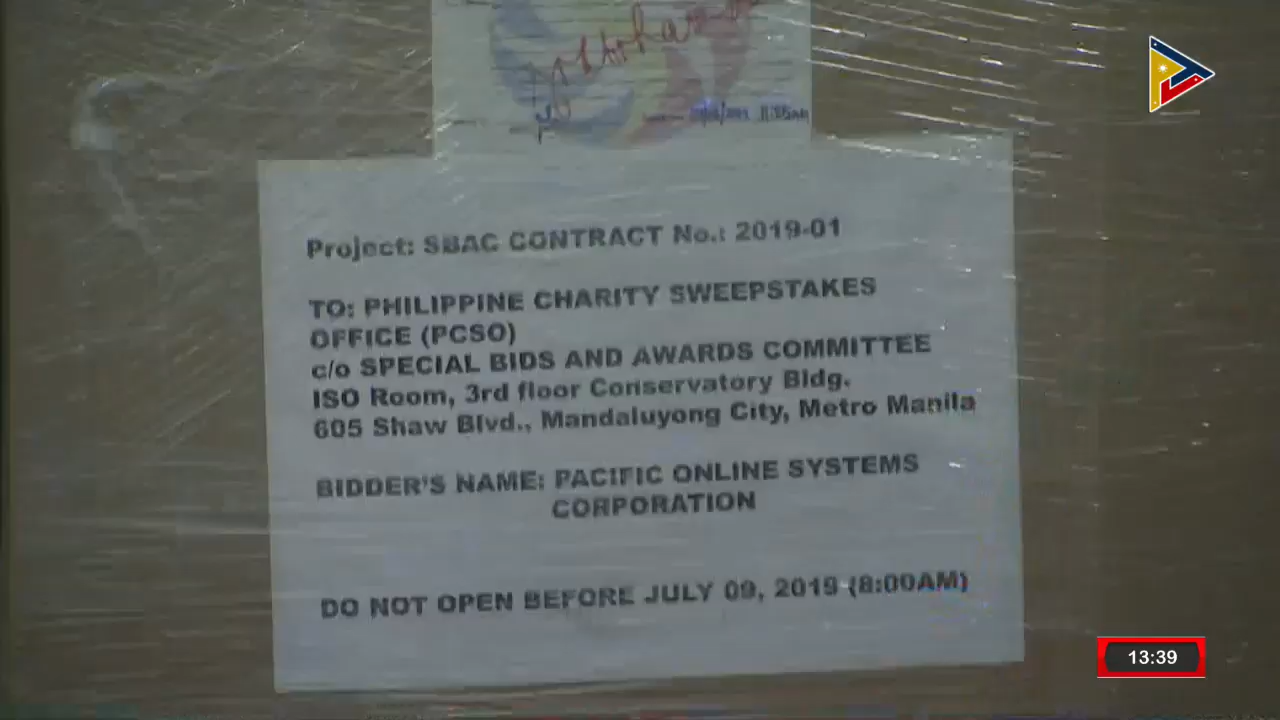 Project: SBAC CONTRACT No.: 2019-01
TO: PHILIPPINE CHARITY SWEEPSTAKES
OFFICE (PCSO)
c/o SPECIAL BIDS AND AWARDS COMMITTEE
ISO Room, 3rd floor Conservatory Bldg.
605 Shaw Blvd., Mandaluyong City, Metro Manila
BIDDER'S NAME: PACIFIC ONLINE SYSTEMS
CORPORATION
DO NOT OPEN BEFORE JULY 09, 2019 (8:00AM)
13:39